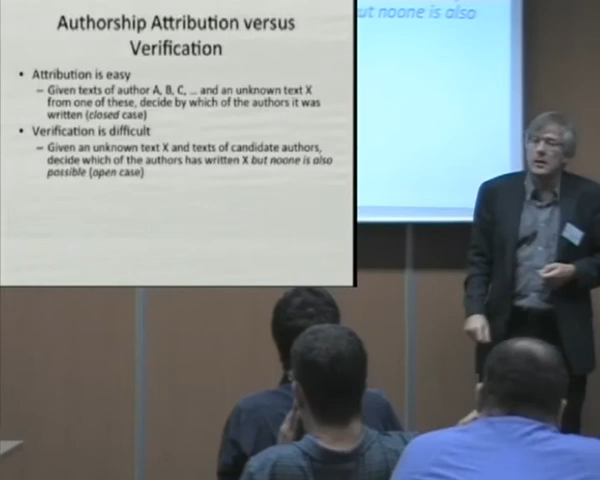 Authorship Attribution versus
Verification
• Attribution is easy
– Given texts of author A, B, C, ... and an unknown text X
from one of these, decide by which of the authors it was
written (closed case)
• Verification is difficult
– Given an unknown text X and texts of candidate authors,
decide which of the authors has written X but noone is also
possible (open case)
ut noone is also